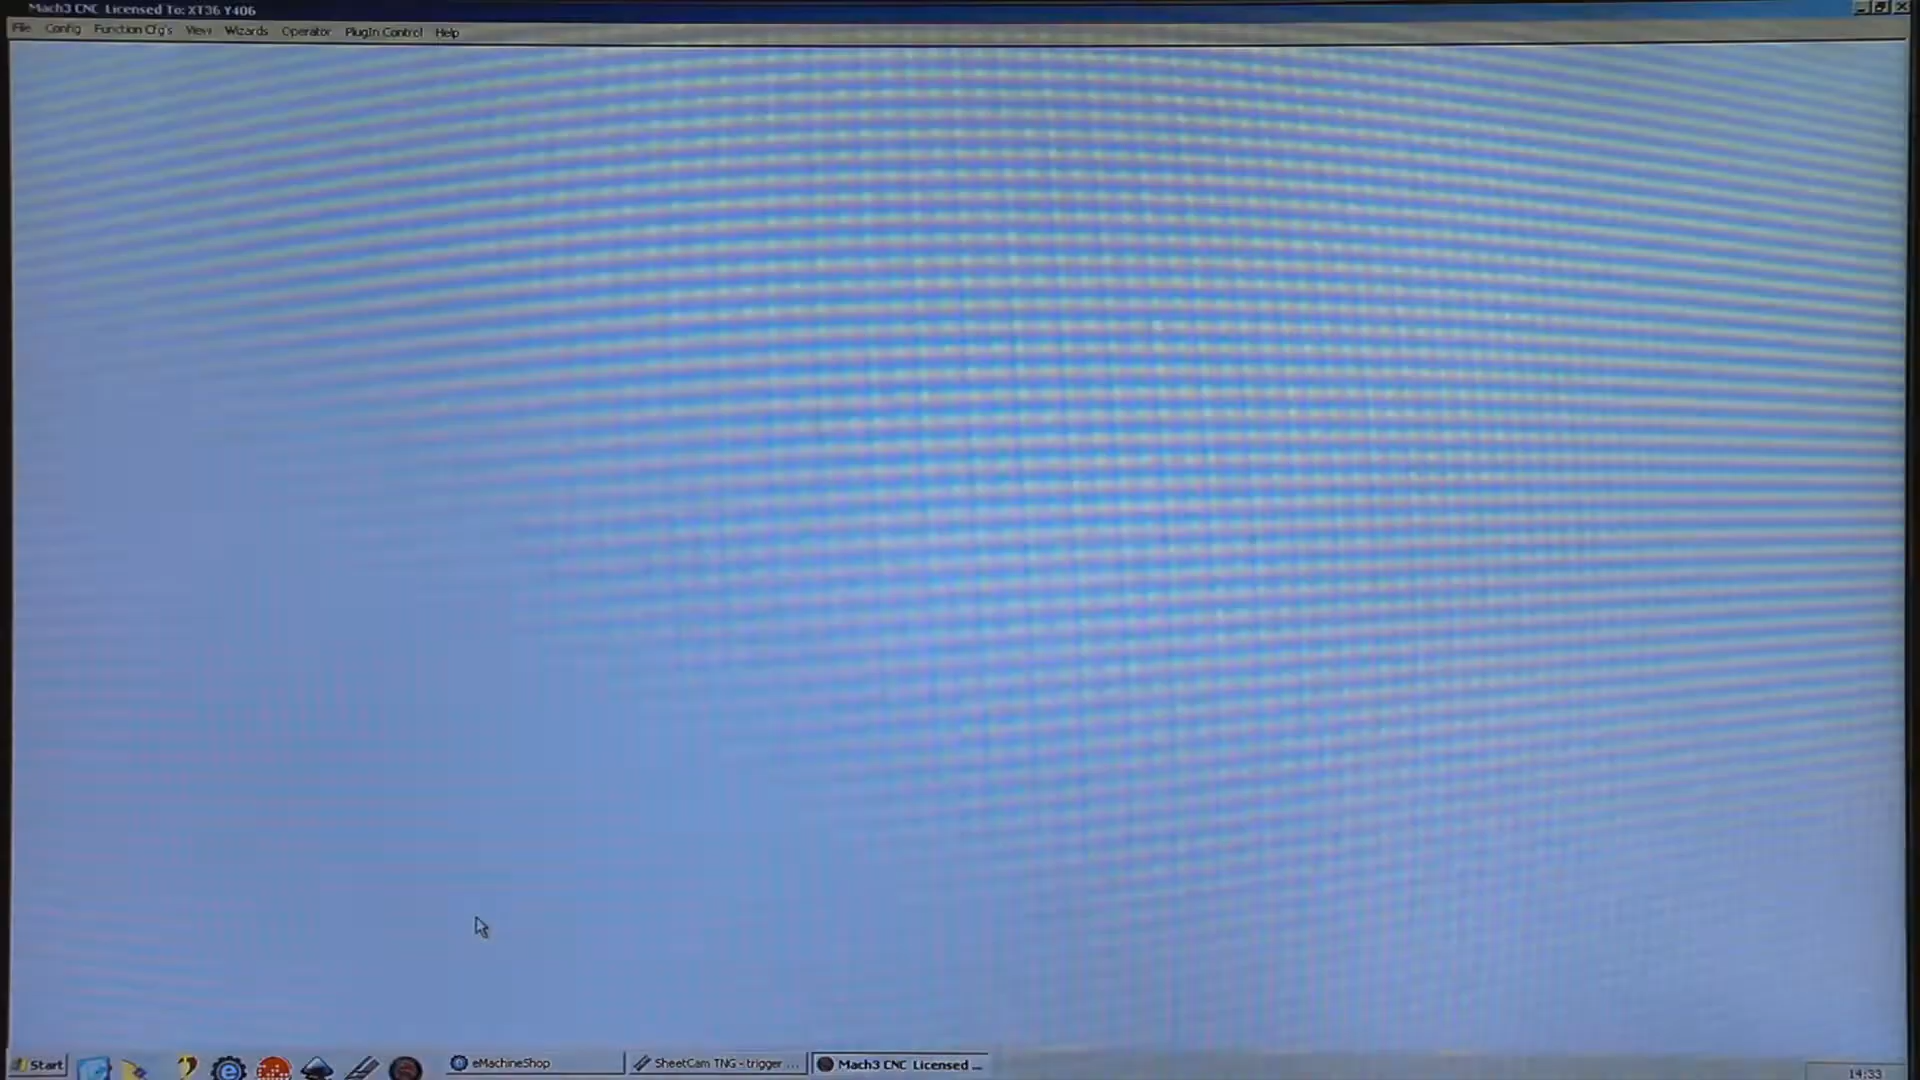 Mach3 CNC Licensed To: XT36 Y406
File Config Function Cfg's View Wizards Operator PlugIn Control Help
Start
eMachineShop
SheetCam TNG - trigger ...
Mach3 CNC Licensed ...
14:33